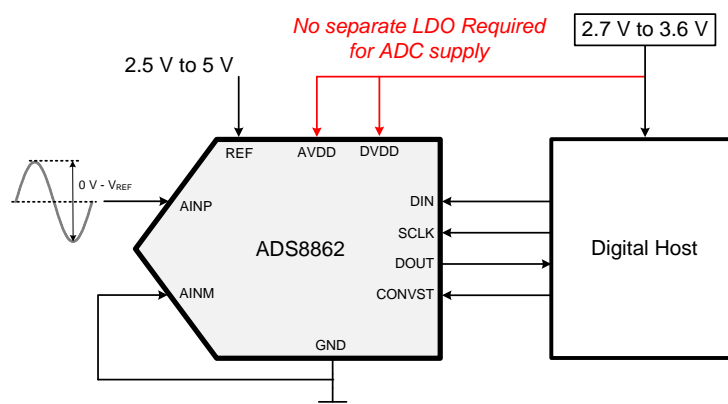 No separate LDO Required
for ADC supply
2.7 V to 3.6 V
2.5 V to 5 V
REF
AVDD
DVDD
0 V - VREF
AINP
DIN
SCLK
ADS8862
Digital Host
DOUT
AINM
CONVST
GND